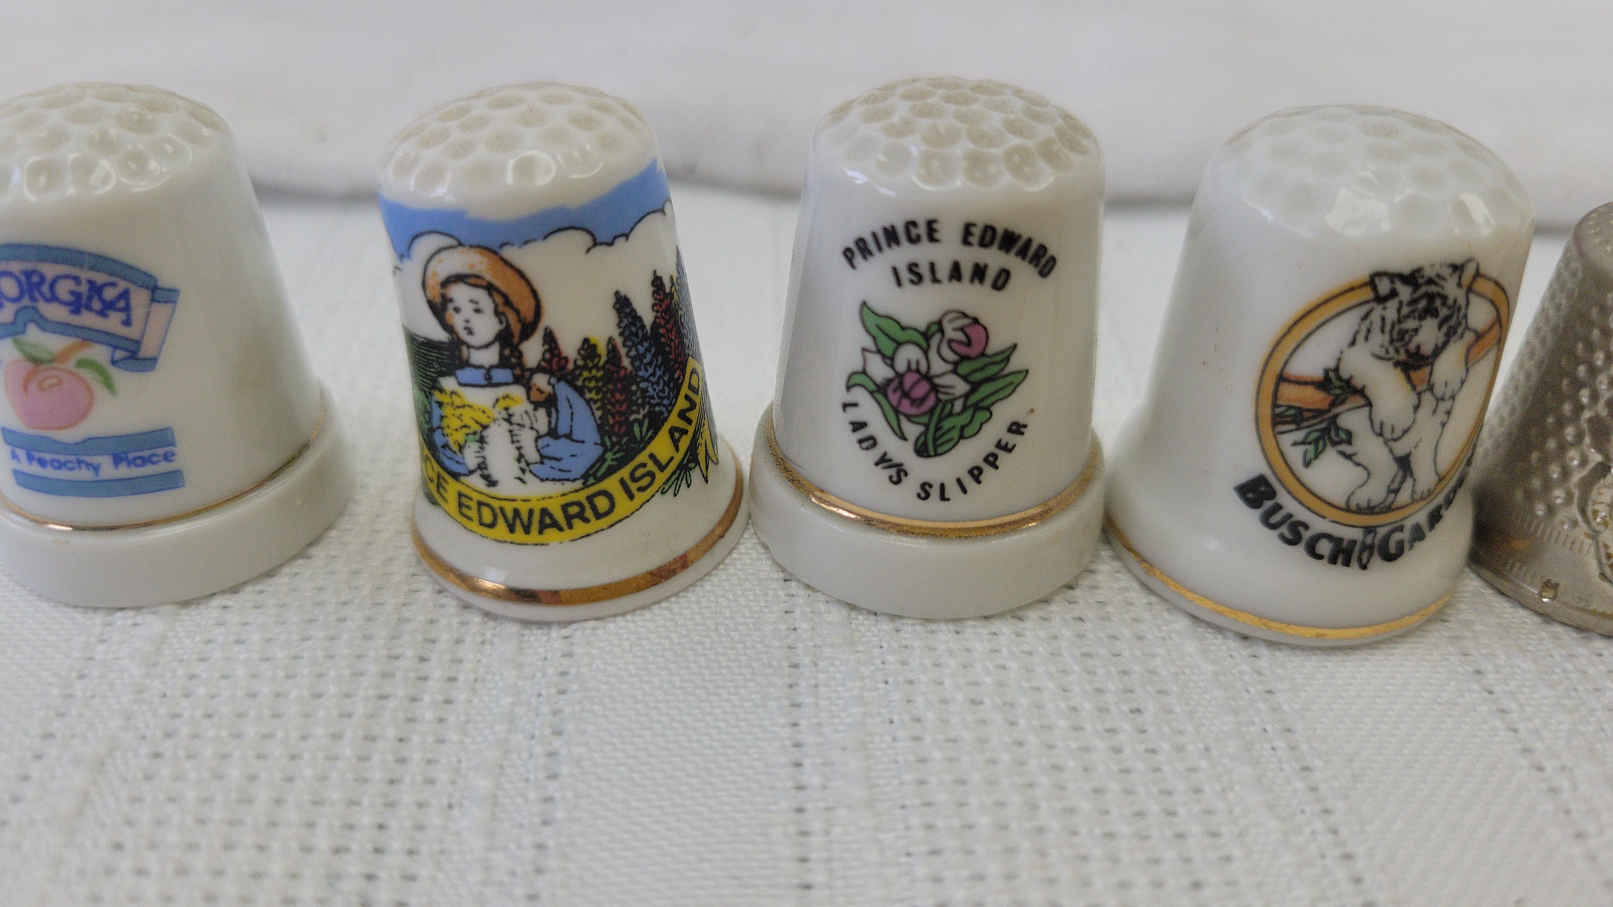 ORGIA
A Peachy Place
CE EDWARD ISLAND
PRINCE EDWARD
ISLAND
LADY'S SLIPPER
BUSCH GARDE